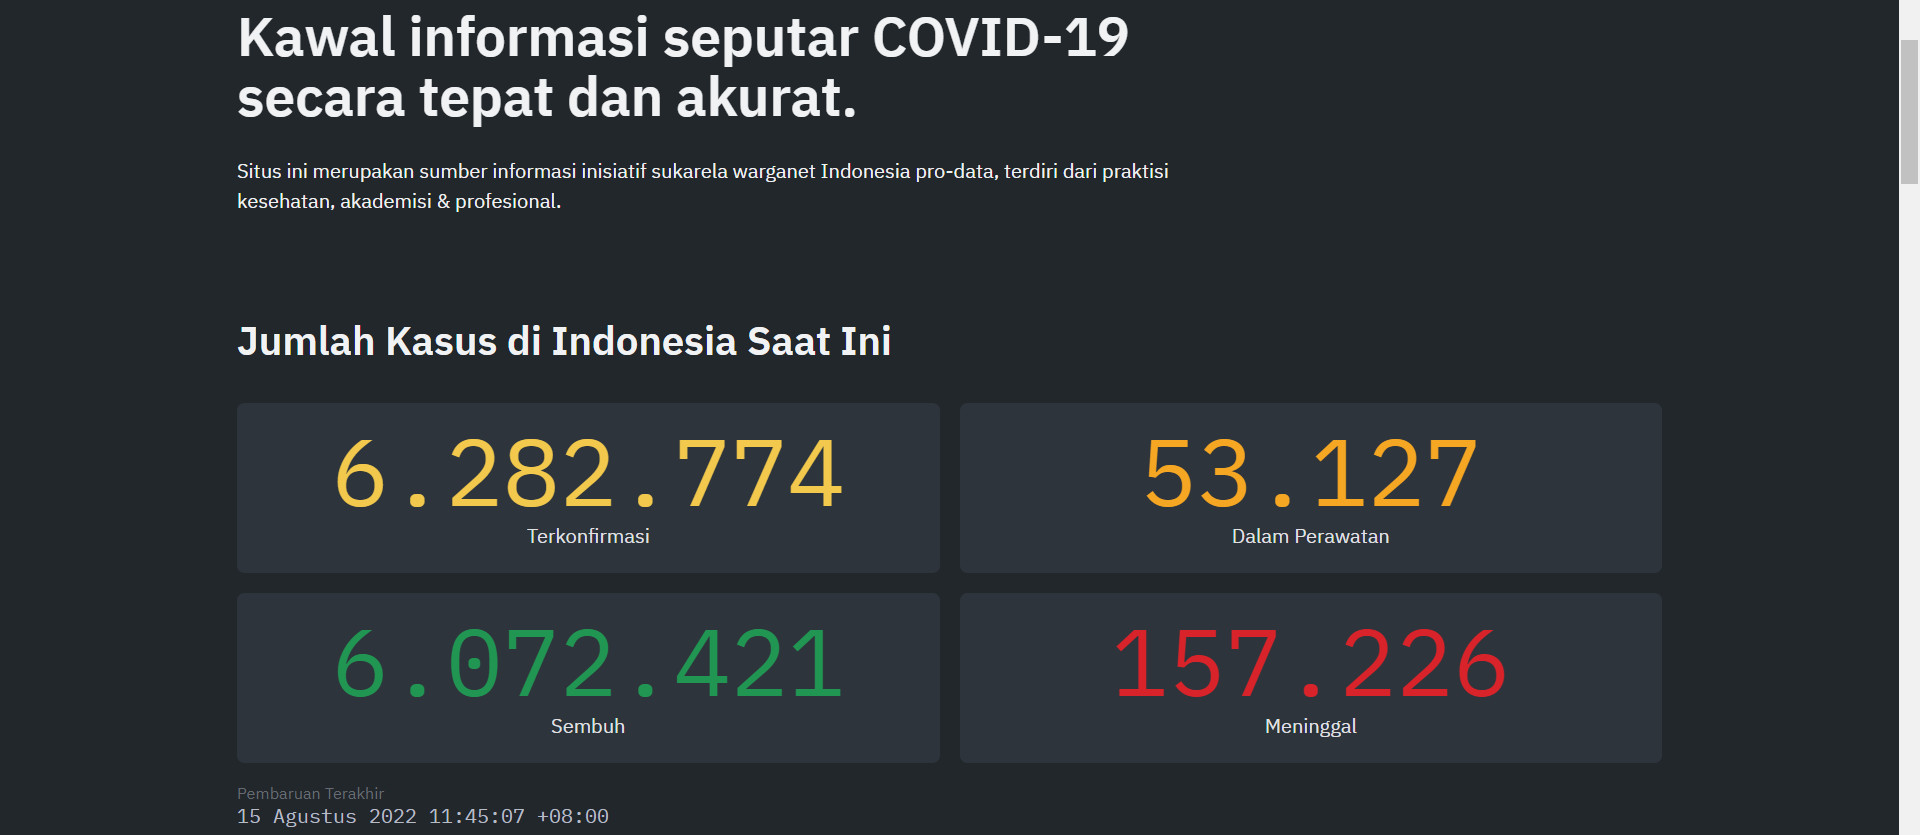 Kawal informasi seputar COVID-19
secara tepat dan akurat.
Situs ini merupakan sumber informasi inisiatif sukarela warganet Indonesia pro-data, terdiri dari praktisi
kesehatan, akademisi & profesional.
Jumlah Kasus di Indonesia Saat Ini
6.282.774
Terkonfirmasi
53.127
Dalam Perawatan
6.072.421
Sembuh
157.226
Meninggal
Pembaruan Terakhir
15 Agustus 2022 11:45:07 +08:00